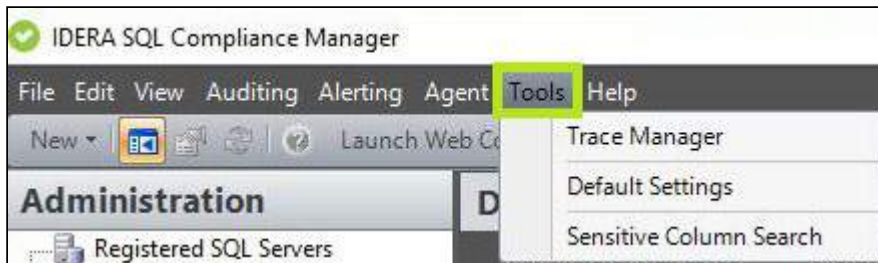 IDERA SQL Compliance Manager
File Edit View Auditing Alerting Agent Tools Help
New Launch Web Co
Trace Manager
Default Settings
Administration D
Sensitive Column Search
Registered SQL Servers